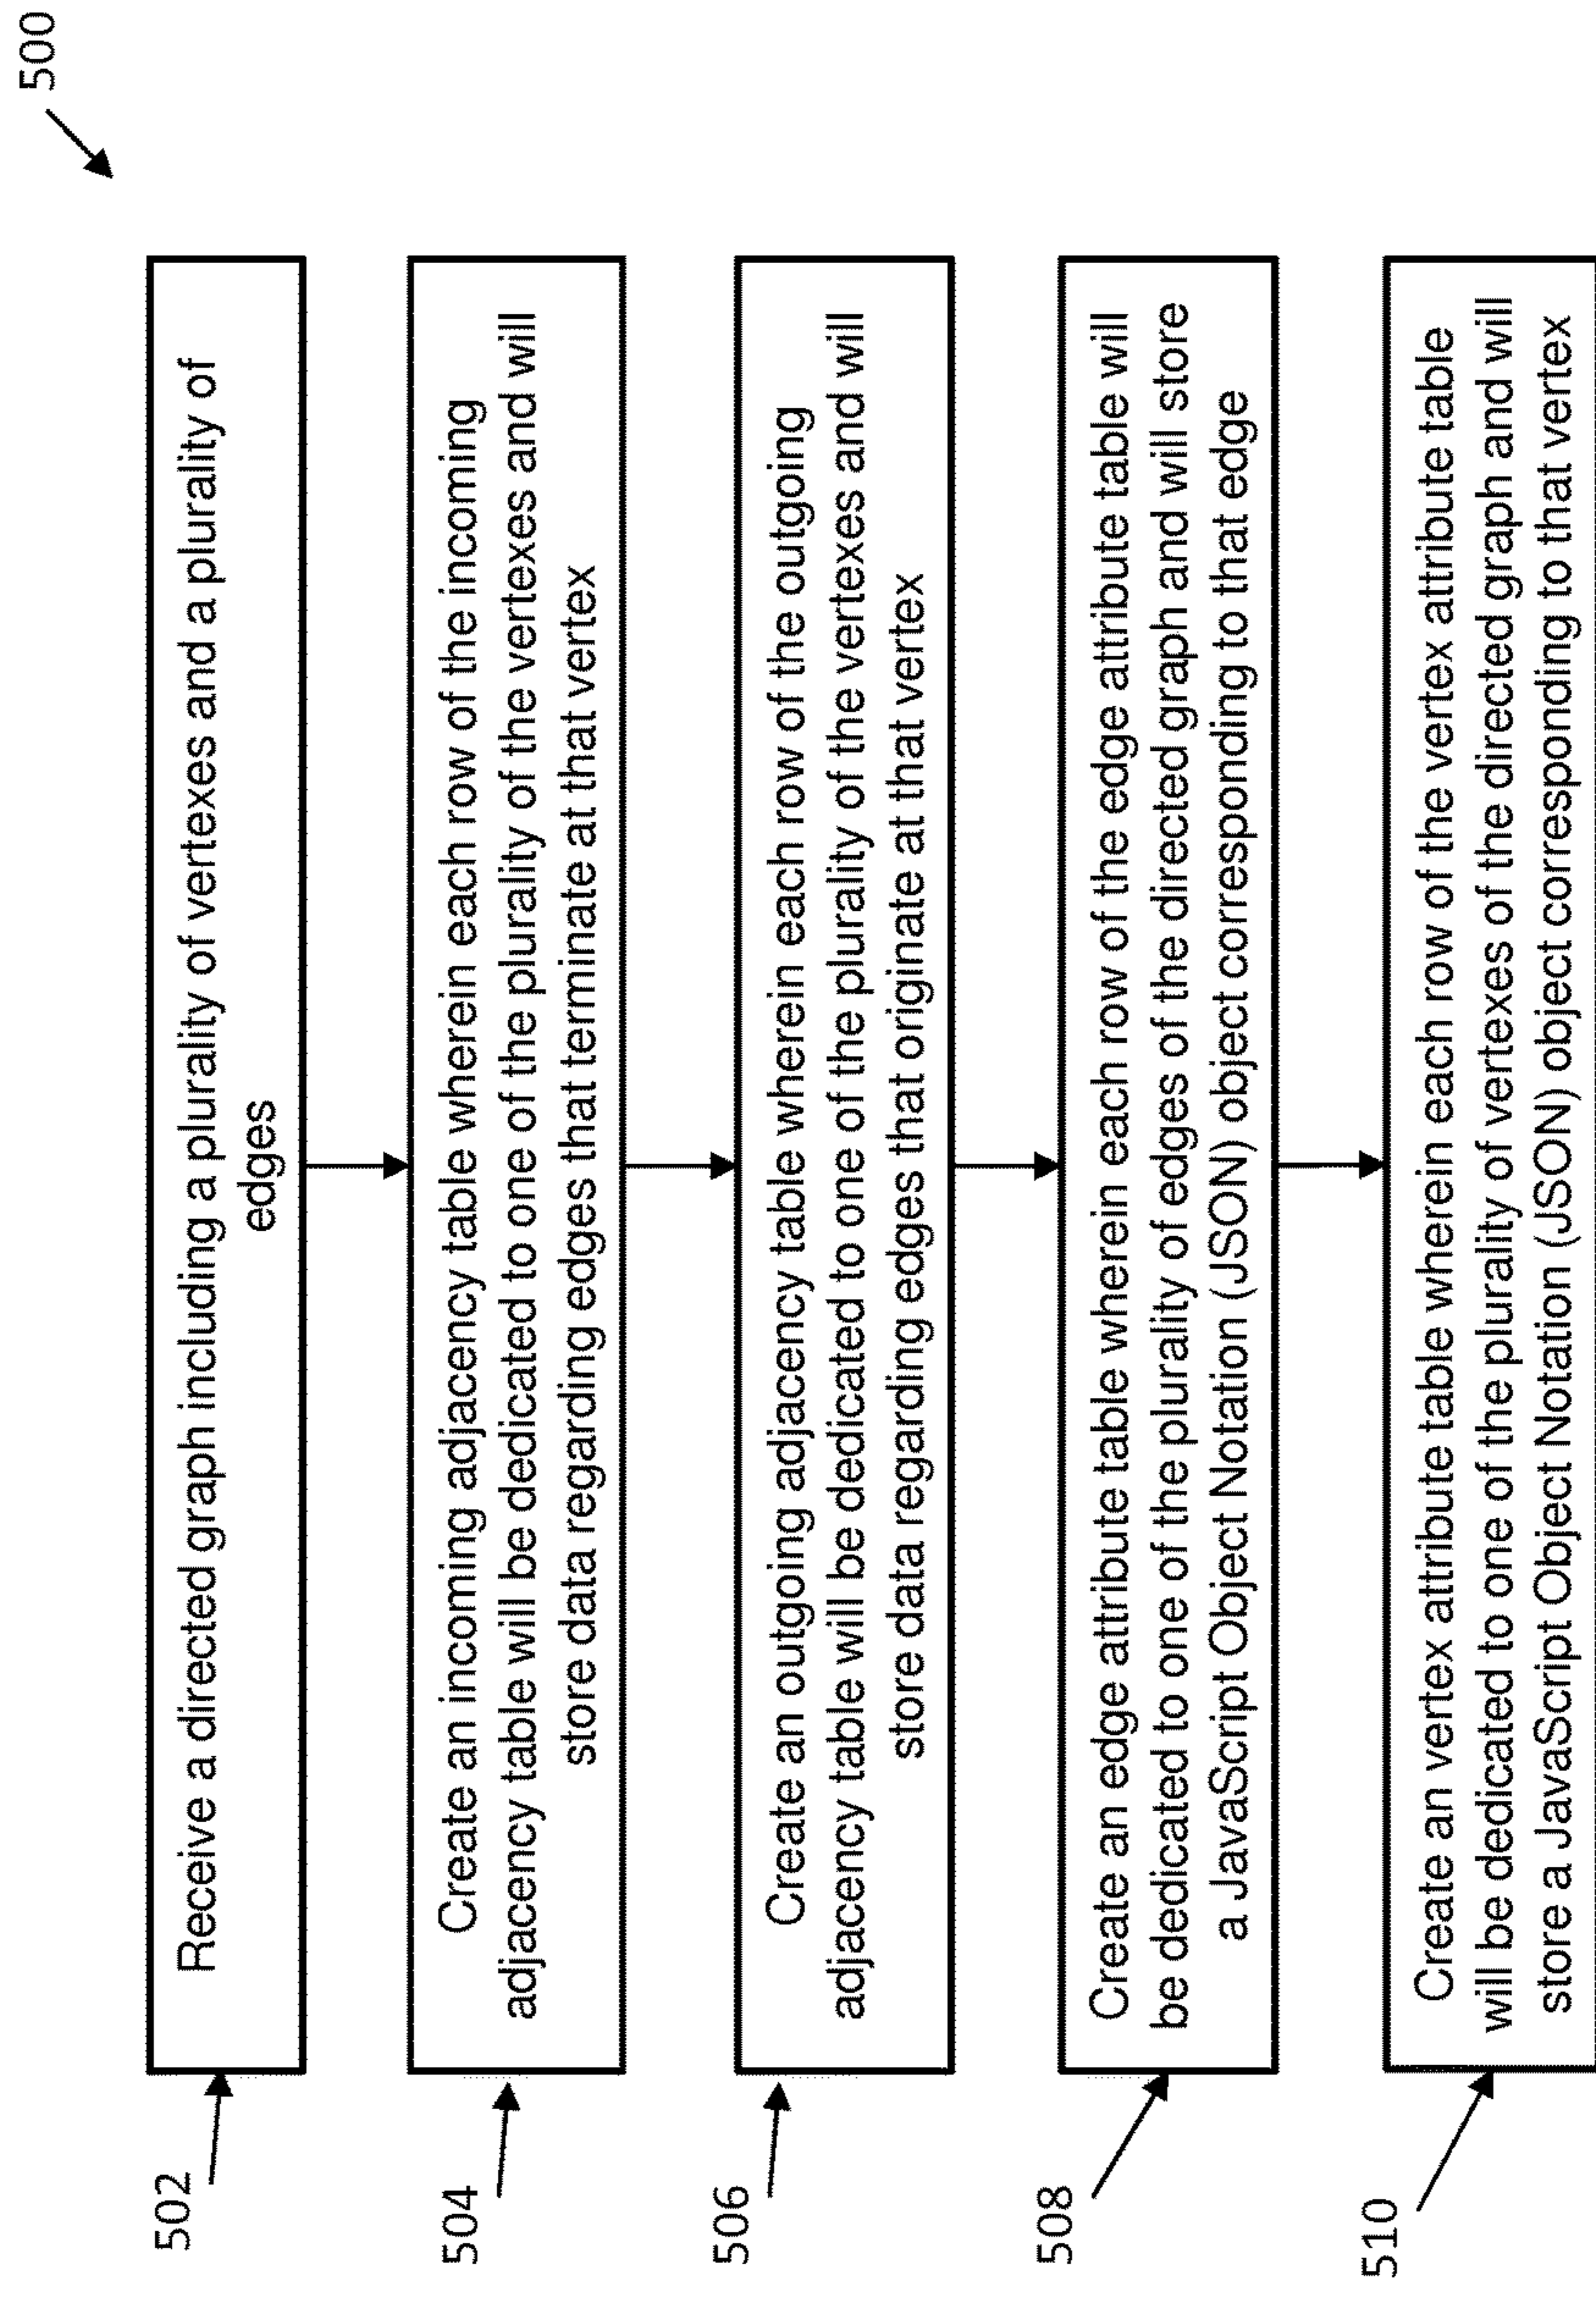 500
502
Receive a directed graph including a plurality of vertexes and a plurality of
edges
504
Create an incoming adjacency table wherein each row of the incoming
adjacency table will be dedicated to one of the plurality of the vertexes and will
store data regarding edges that terminate at that vertex
506
Create an outgoing adjacency table wherein each row of the outgoing
adjacency table will be dedicated to one of the plurality of the vertexes and will
store data regarding edges that originate at that vertex
508
Create an edge attribute table wherein each row of the edge attribute table will
be dedicated to one of the plurality of edges of the directed graph and will store
a JavaScript Object Notation (JSON) object corresponding to that edge
510
Create an vertex attribute table wherein each row of the vertex attribute table
will be dedicated to one of the plurality of vertexes of the directed graph and will
store a JavaScript Object Notation (JSON) object corresponding to that vertex